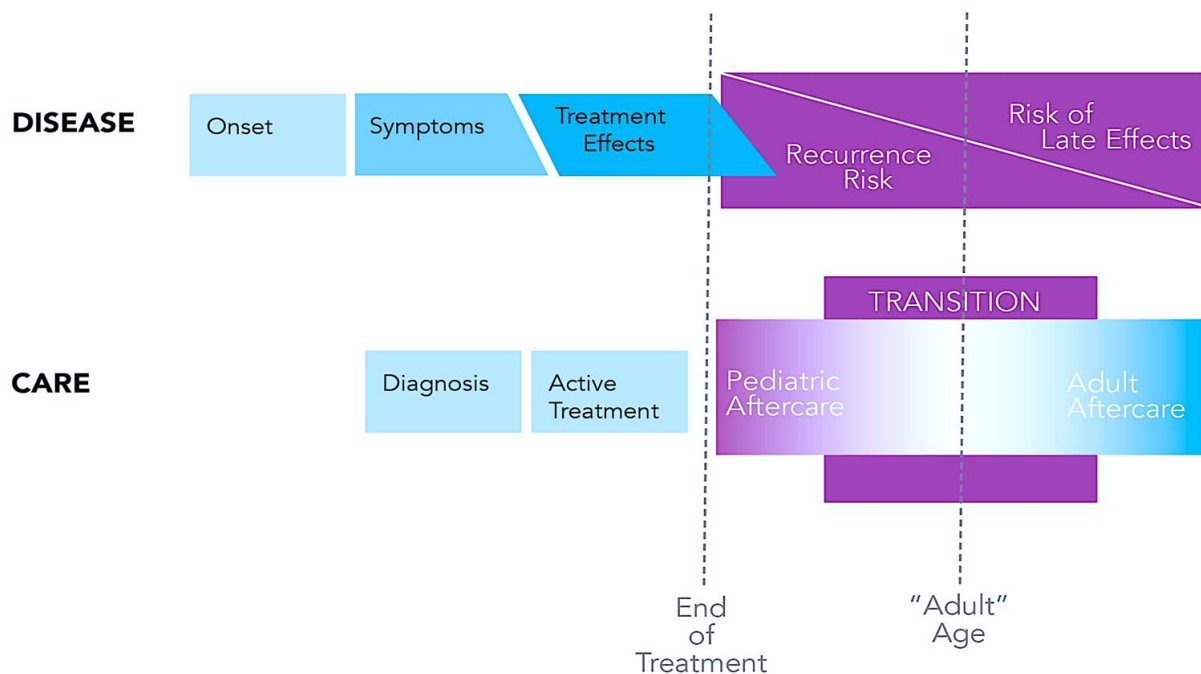 DISEASE
Onset
Symptoms
Treatment
Effects
Recurrence
Risk
Risk of
Late Effects
CARE
Diagnosis
Active
Treatment
TRANSITION
Pediatric
Aftercare
Adult
Aftercare
End
of
Treatment
“Adult”
Age